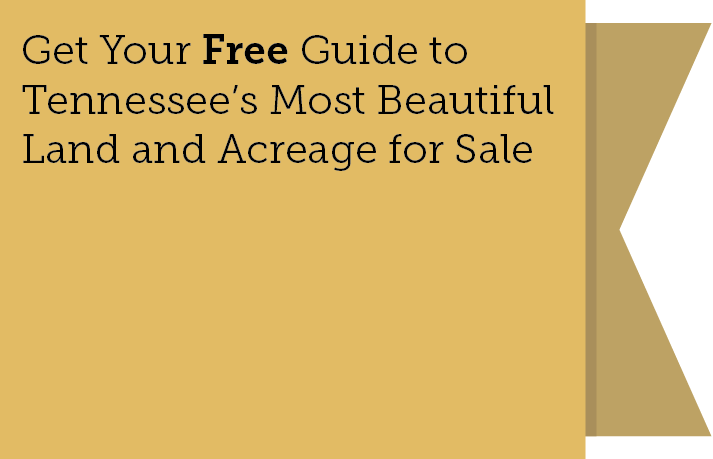 Get Your Free Guide to
Tennessee’s Most Beautiful
Land and Acreage for Sale